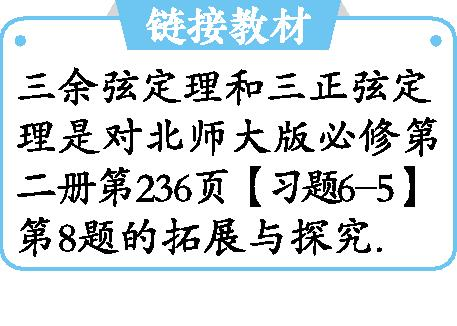 链接教材
三余弦定理和三正弦定
理是对北师大版必修第
二册第236页【习题6-5】
第8题的拓展与探究.